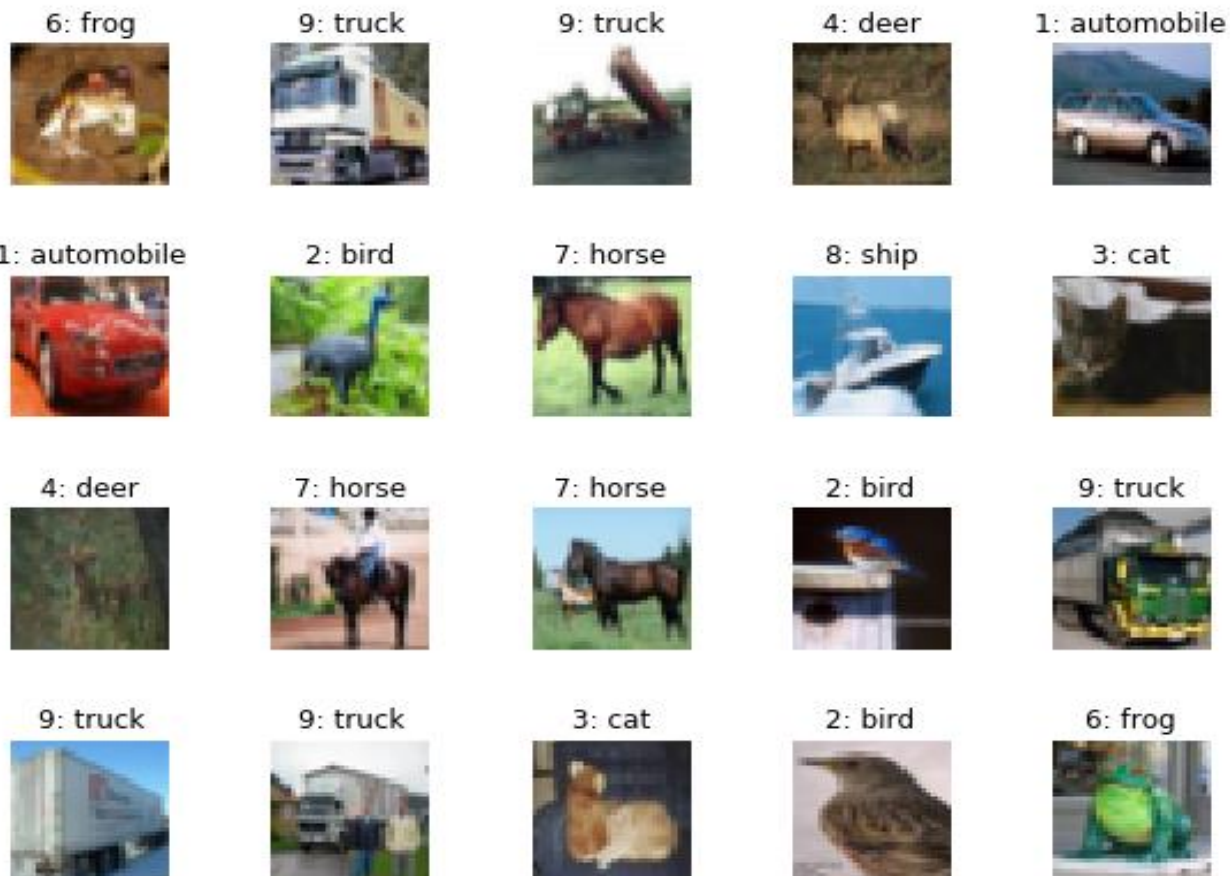 6: frog 9: truck 9: truck 4: deer 1: automobile
1: automobile 2: bird 7: horse 8: ship 3: cat
4: deer 7: horse 7: horse 2: bird 9: truck
9: truck 9: truck 3: cat 2: bird 6: frog